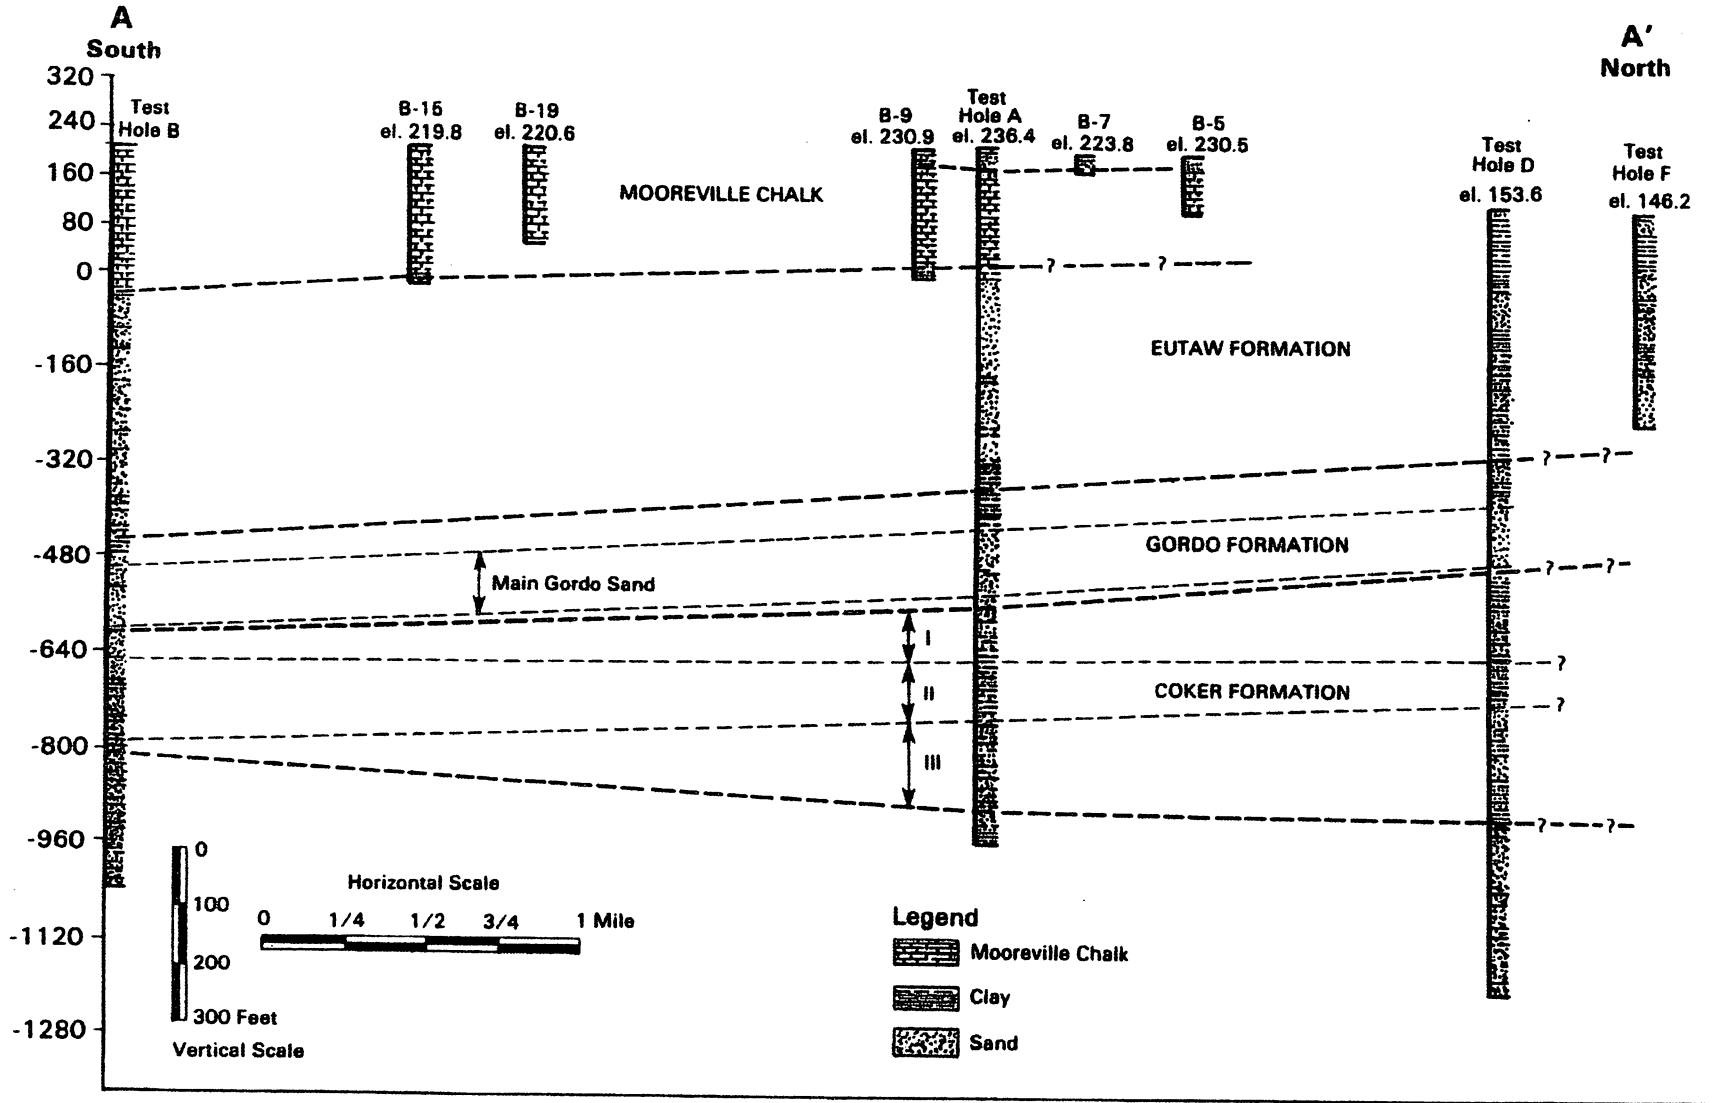 A
South
A'
North
320
240
160
80
0
-160
-320
-480
-640
-800
-960
-1120
-1280
Test
Hole B
B-15
el. 219.8
B-19
el. 220.6
B-9
el. 230.9
Test
Hole A
el. 236.4
B-7
el. 223.8
B-5
el. 230.5
Test
Hole D
el. 153.6
Test
Hole F
el. 146.2
MOOREVILLE CHALK
? ?
EUTAW FORMATION
? ?
GORDO FORMATION
Main Gordo Sand
? ?
I
?
II
COKER FORMATION
?
III
? ?
0
100
200
300 Feet
Vertical Scale
Horizontal Scale
0 1/4 1/2 3/4 1 Mile
Legend
Mooreville Chalk
Clay
Sand